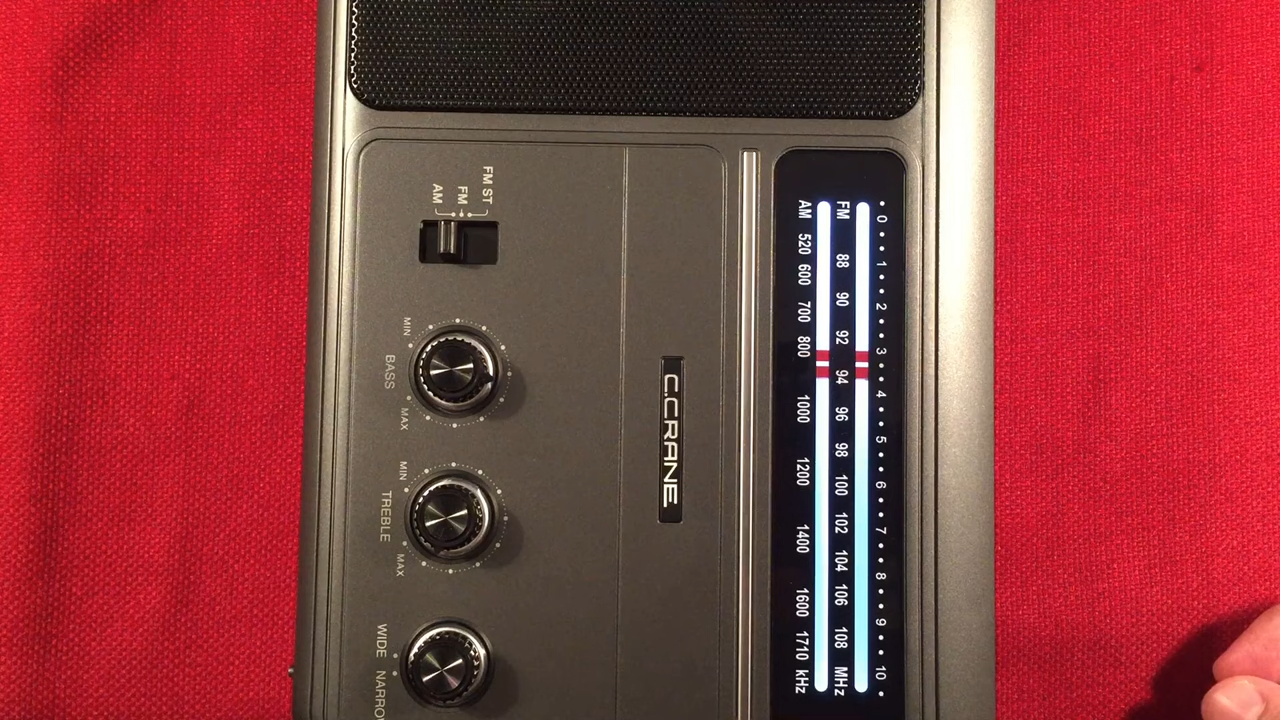 0 1 2 3 4 5 6 7 8 9 10
FM 88 90 92 94 96 98 100 102 104 106 108 MHz
AM 520 600 700 800 1000 1200 1400 1600 1710 kHz
C.CRANE
FM ST
FM
AM
MIN MAX
BASS
MIN MAX
TREBLE
WIDE